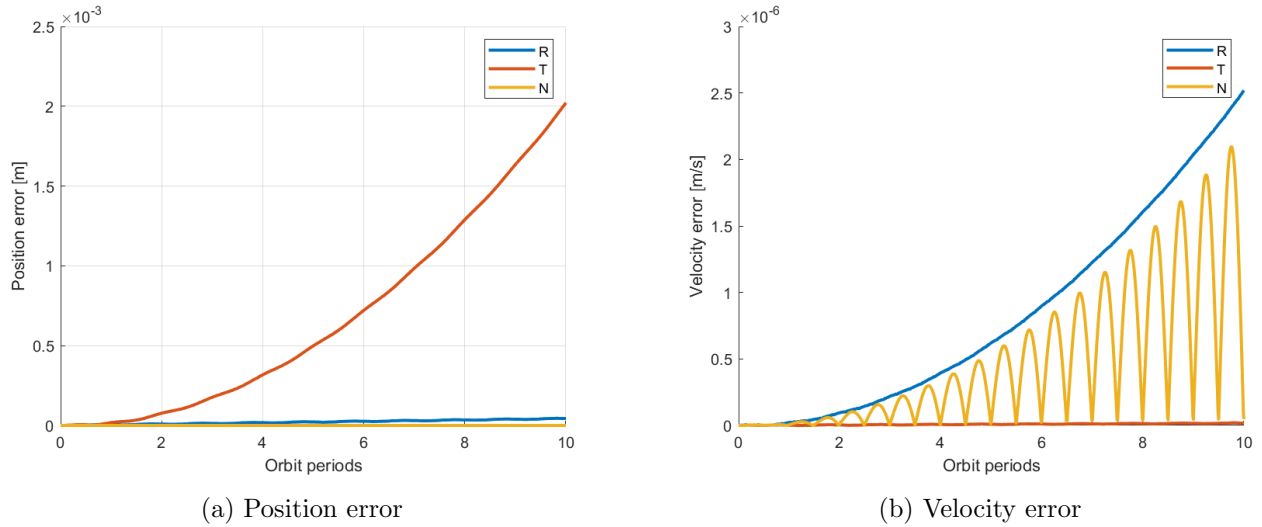 ×10⁻³
2.5
2
1.5
1
0.5
0
Position error [m]
R
T
N
0 2 4 6 8 10
Orbit periods
(a) Position error
×10⁻⁶
3
2.5
2
1.5
1
0.5
0
Velocity error [m/s]
R
T
N
0 2 4 6 8 10
Orbit periods
(b) Velocity error